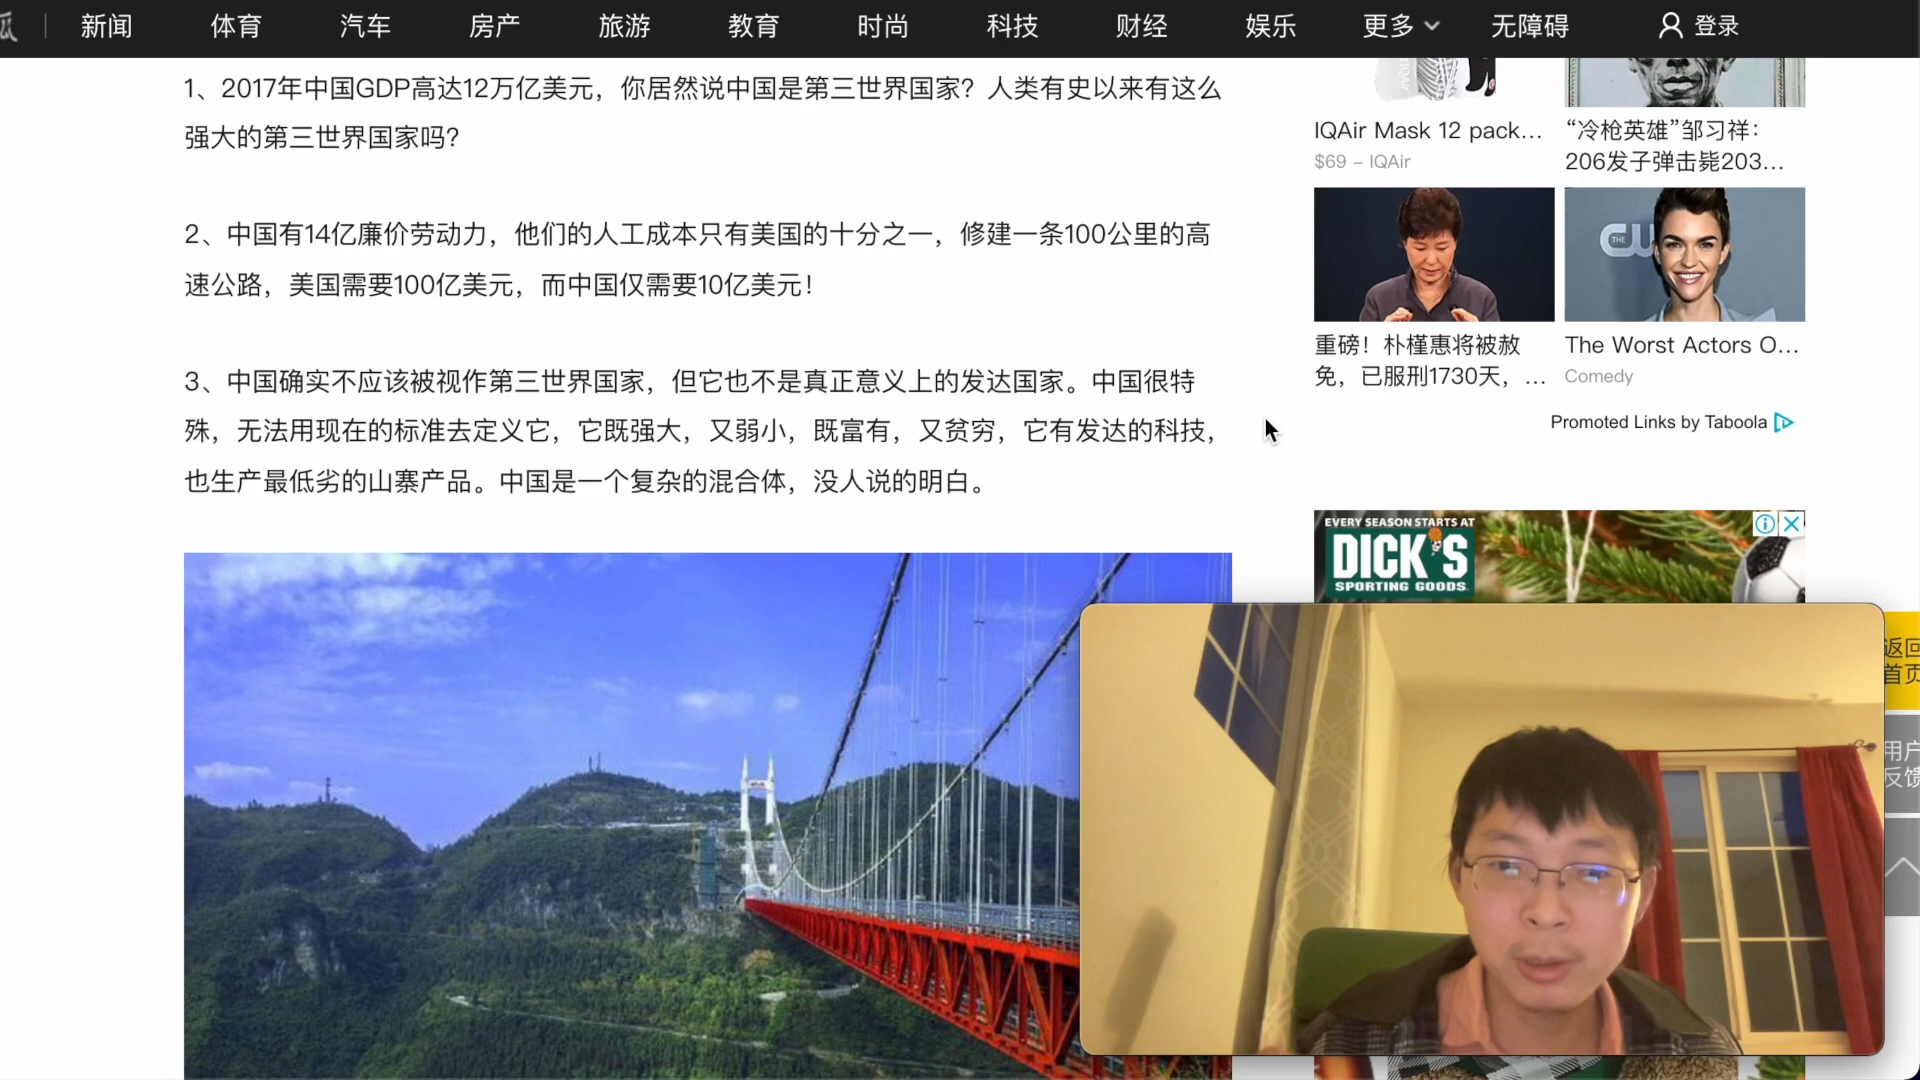 新闻 体育 汽车 房产 旅游 教育 时尚 科技 财经 娱乐 更多 无障碍 登录
1、2017年中国GDP高达12万亿美元，你居然说中国是第三世界国家？人类有史以来有这么
强大的第三世界国家吗？
2、中国有14亿廉价劳动力，他们的人工成本只有美国的十分之一，修建一条100公里的高
速公路，美国需要100亿美元，而中国仅需要10亿美元！
3、中国确实不应该被视作第三世界国家，但它也不是真正意义上的发达国家。中国很特
殊，无法用现在的标准去定义它，它既强大，又弱小，既富有，又贫穷，它有发达的科技，
也生产最低劣的山寨产品。中国是一个复杂的混合体，没人说的明白。
IQAir Mask 12 pack...
$69 – IQAir
“冷枪英雄”邹习祥：
206发子弹击毙203...
THE CW
重磅！朴槿惠将被赦
免，已服刑1730天，...
The Worst Actors O...
Comedy
Promoted Links by Taboola
EVERY SEASON STARTS AT
DICK'S
SPORTING GOODS
返回
首页
用户
反馈